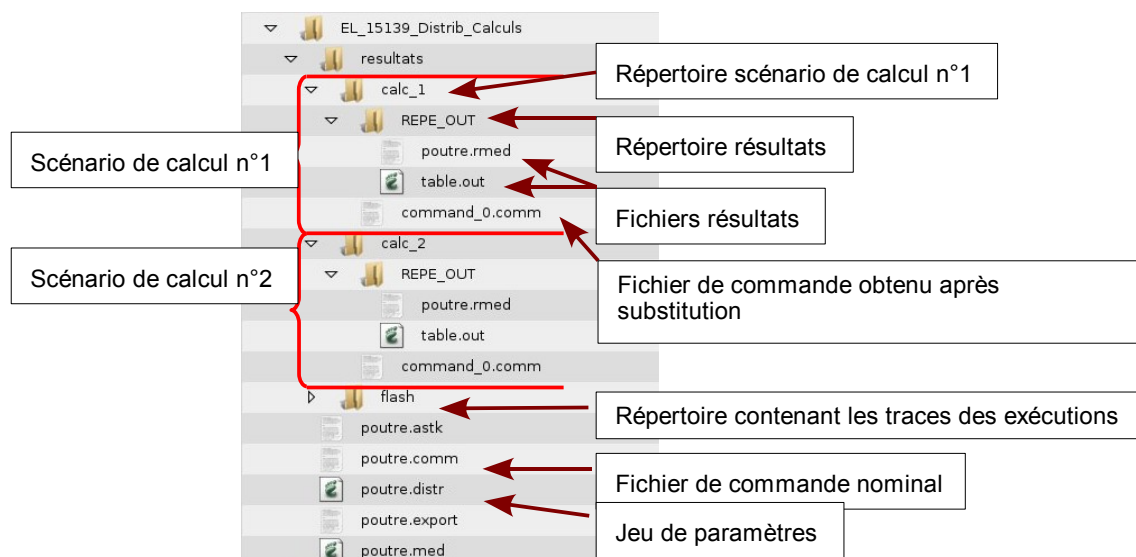 EL_15139_Distrib_Calculs
resultats
calc_1
REPE_OUT
poutre.rmed
table.out
command_0.comm
calc_2
REPE_OUT
poutre.rmed
table.out
command_0.comm
flash
poutre.astk
poutre.comm
poutre.distr
poutre.export
poutre.med
Scénario de calcul n°1
Scénario de calcul n°2
Répertoire scénario de calcul n°1
Répertoire résultats
Fichiers résultats
Fichier de commande obtenu après
substitution
Répertoire contenant les traces des exécutions
Fichier de commande nominal
Jeu de paramètres